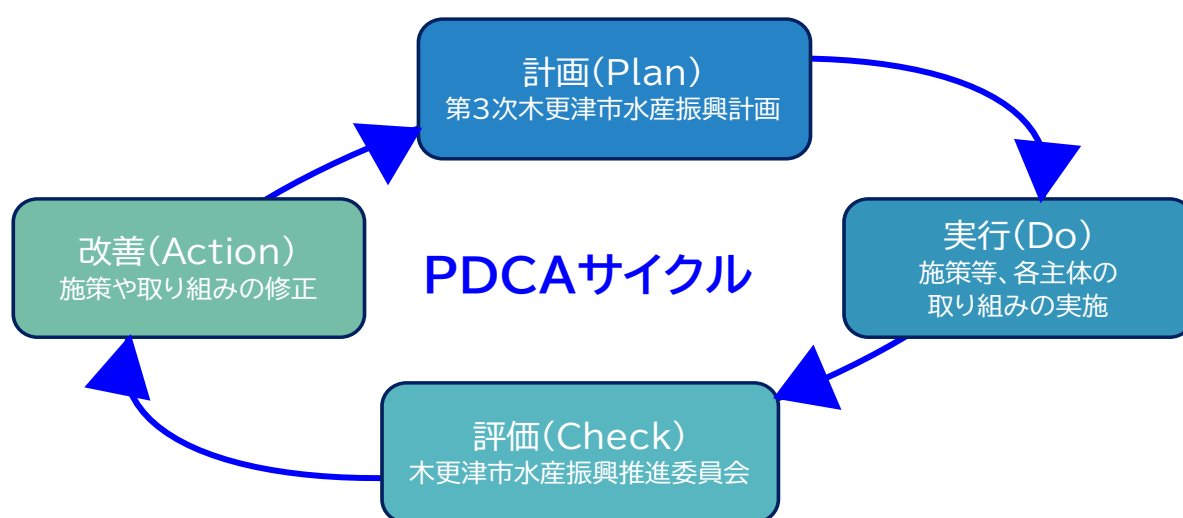 計画(Plan)
第3次木更津市水産振興計画
実行(Do)
施策等、各主体の
取り組みの実施
PDCAサイクル
改善(Action)
施策や取り組みの修正
評価(Check)
木更津市水産振興推進委員会